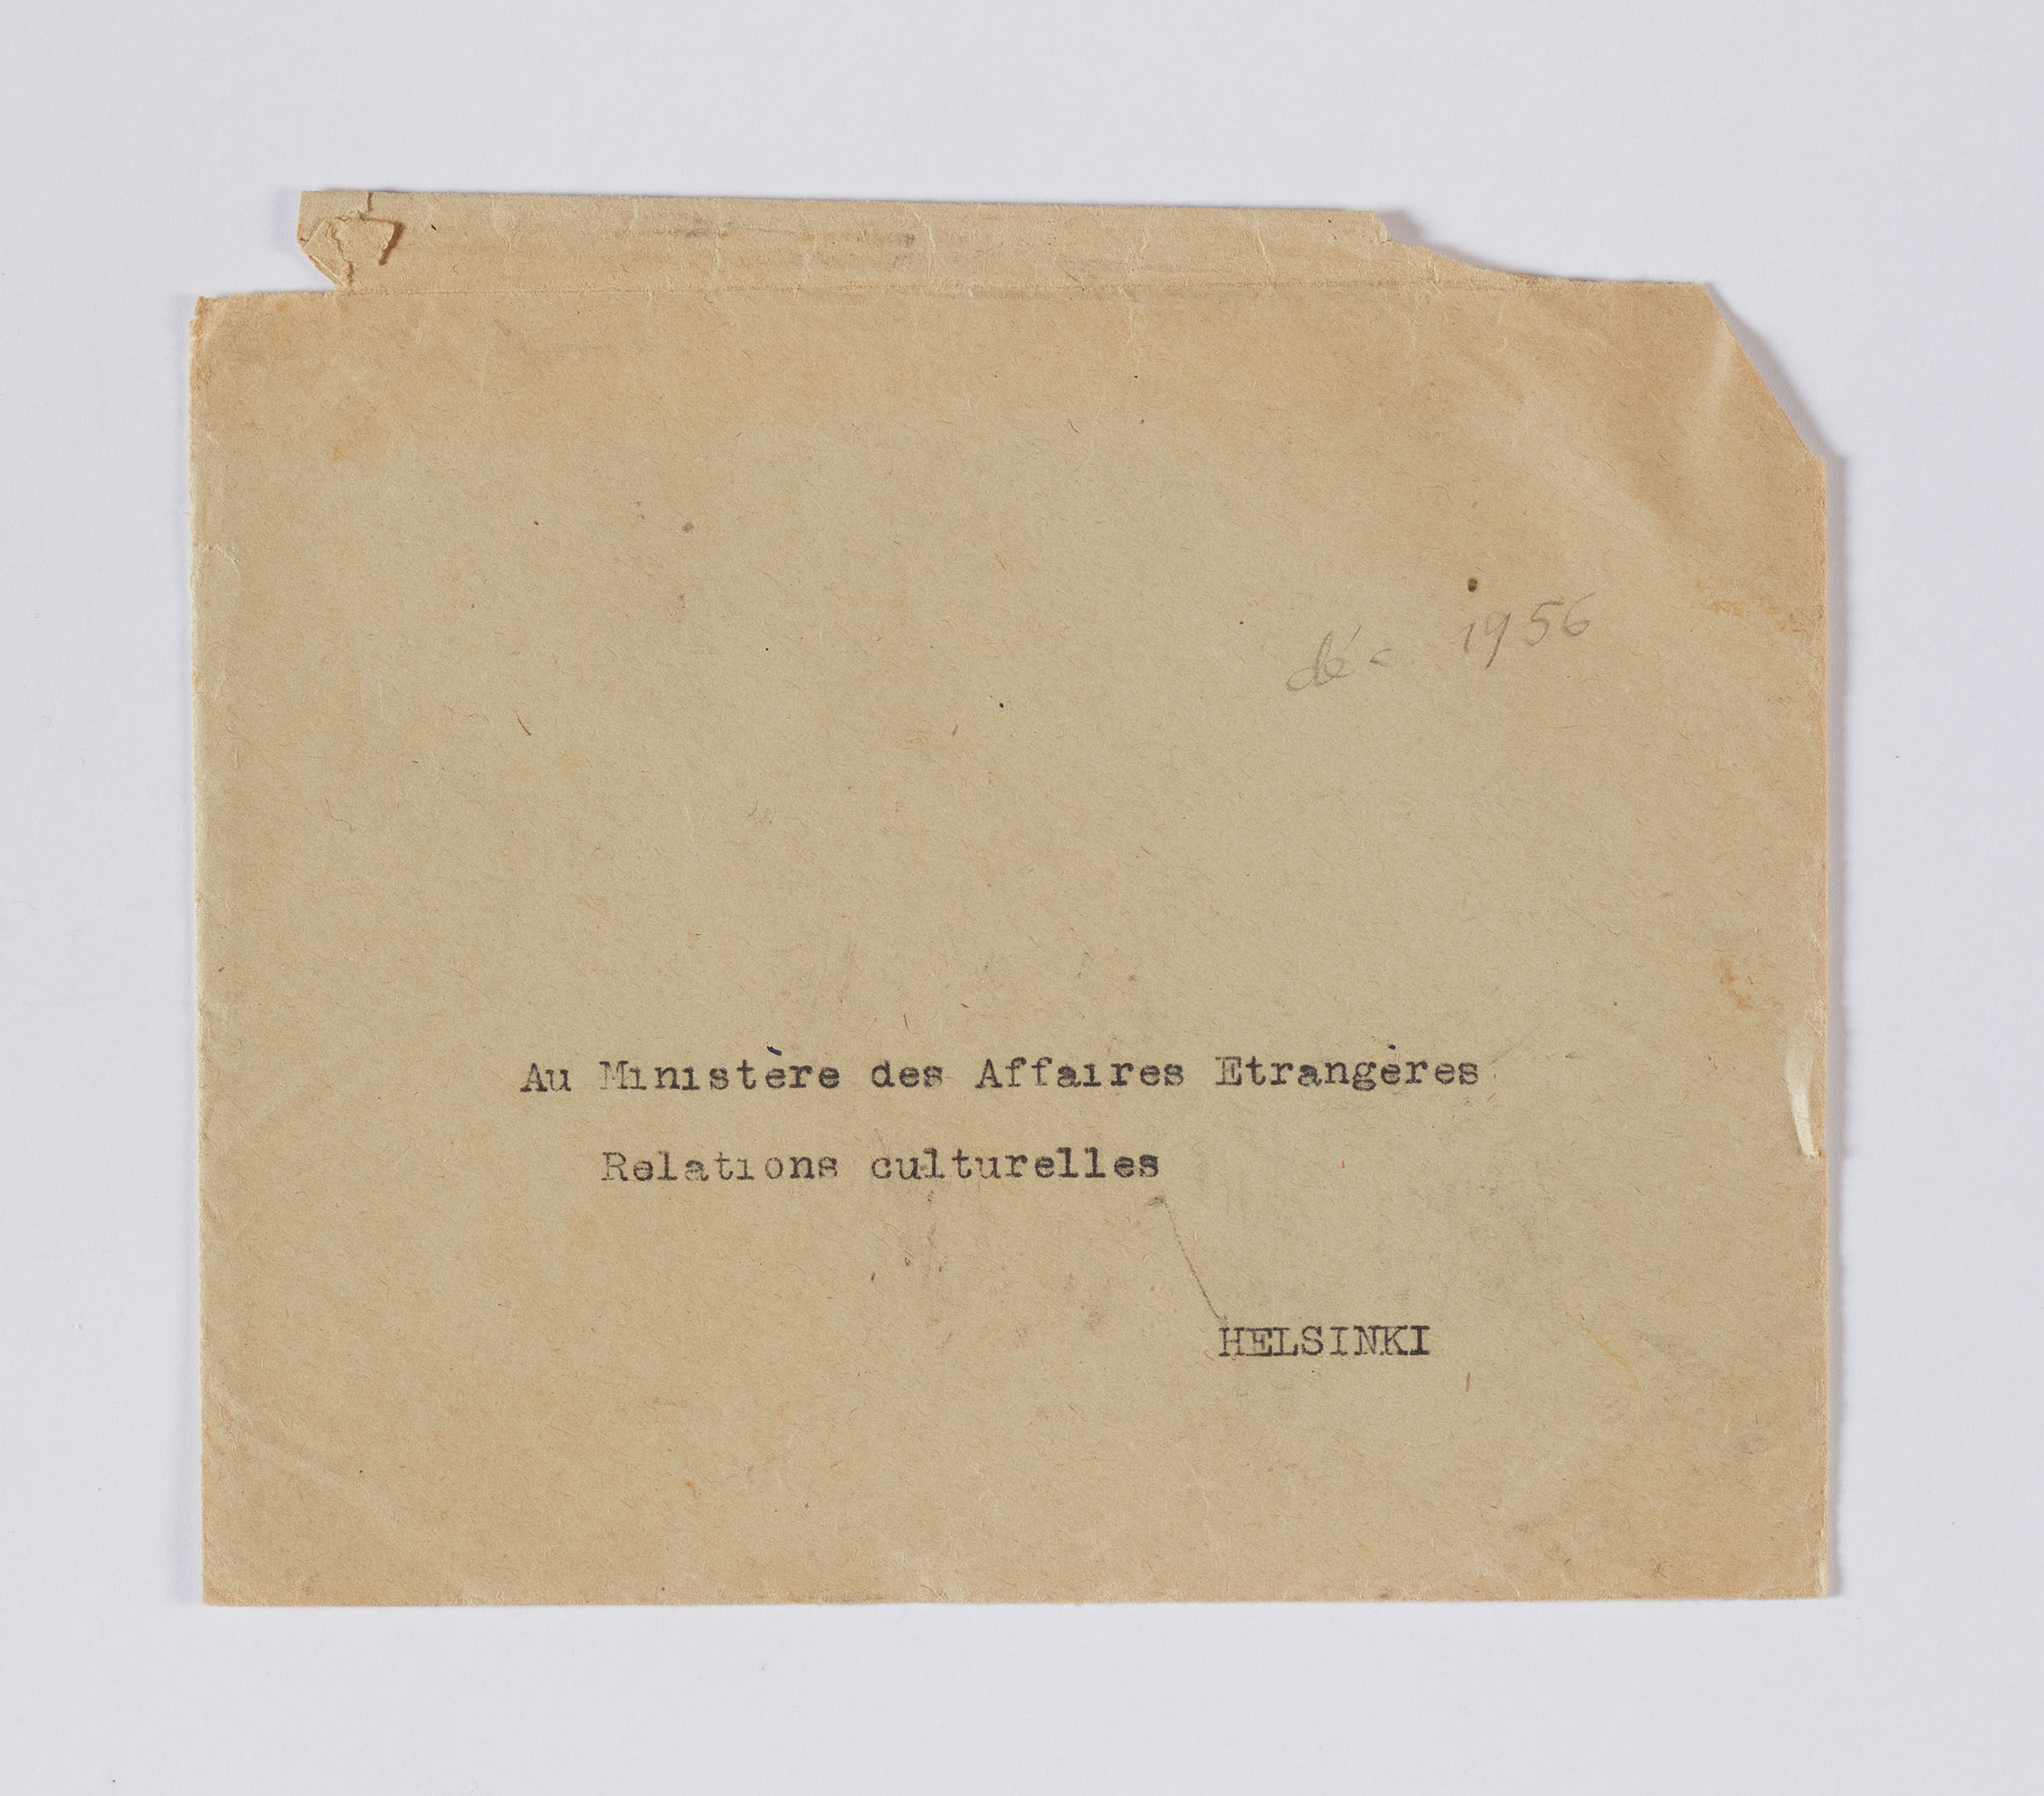 déc 1956
Au Ministère des Affaires Etrangères
Relations culturelles
HELSINKI